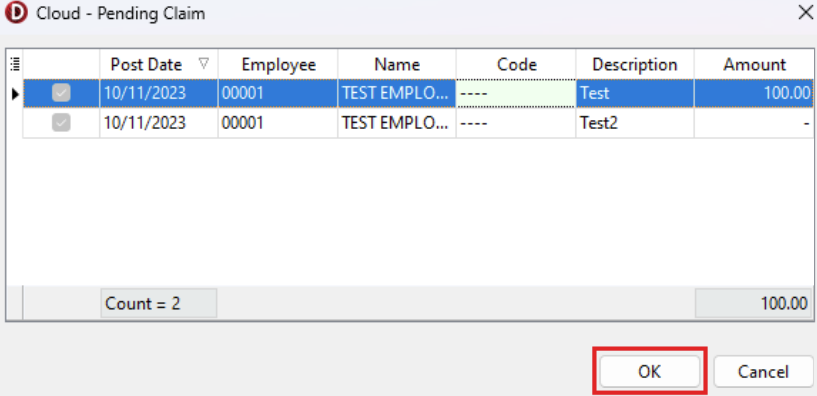 Cloud - Pending Claim
Post Date Employee Name Code Description Amount
10/11/2023 00001 TEST EMPLO... ---- Test 100.00
10/11/2023 00001 TEST EMPLO... ---- Test2 -
Count = 2 100.00
OK Cancel